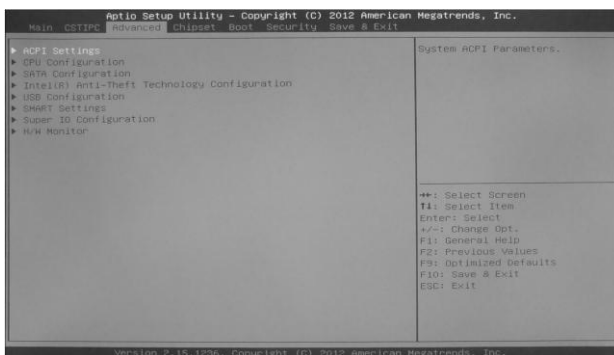 Aptio Setup Utility – Copyright (C) 2012 American Megatrends, Inc.
Main CSTIPC Advanced Chipset Boot Security Save & Exit
▶ ACPI Settings
▶ CPU Configuration
▶ SATA Configuration
▶ Intel(R) Anti-Theft Technology Configuration
▶ USB Configuration
▶ SMART Settings
▶ Super IO Configuration
▶ H/W Monitor
System ACPI Parameters.
→←: Select Screen
↑↓: Select Item
Enter: Select
+/-: Change Opt.
F1: General Help
F2: Previous Values
F9: Optimized Defaults
F10: Save & Exit
ESC: Exit
Version 2.15.1236. Copyright (C) 2012 American Megatrends, Inc.